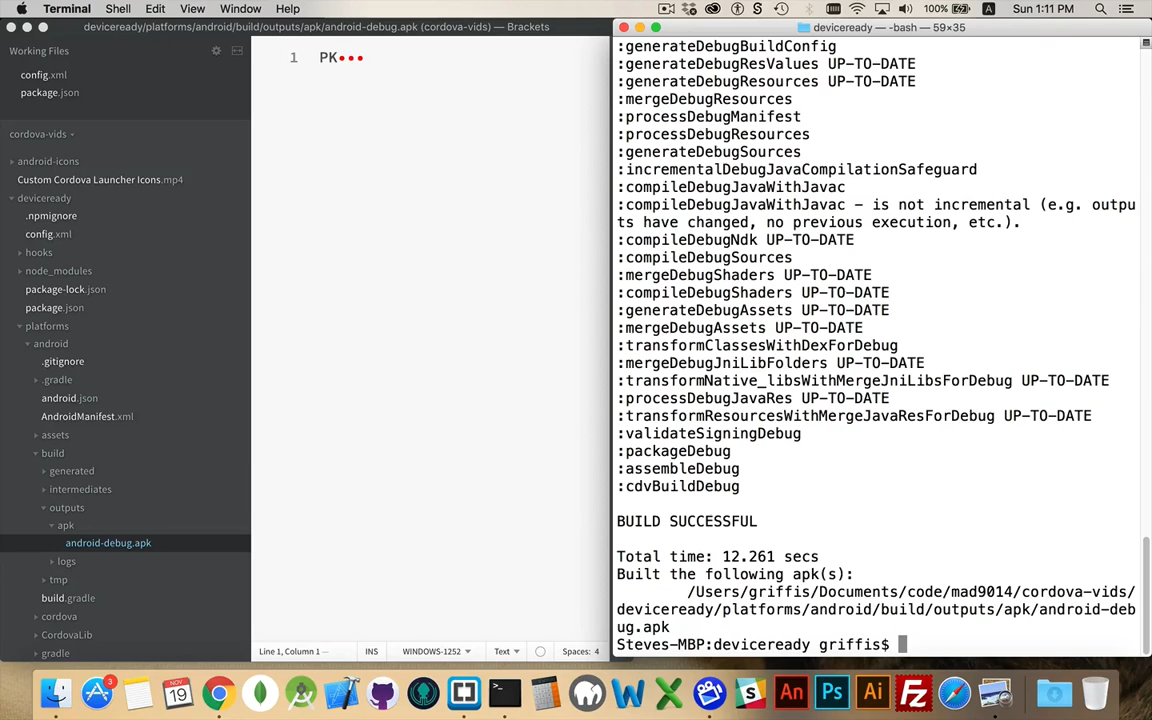 Terminal Shell Edit View Window Help
100% Sun 1:11 PM
deviceready/platforms/android/build/outputs/apk/android-debug.apk (cordova-vids) — Brackets
Working Files
config.xml
package.json
cordova-vids
android-icons
Custom Cordova Launcher Icons.mp4
deviceready
.npmignore
config.xml
hooks
node_modules
package-lock.json
package.json
platforms
android
.gitignore
.gradle
android.json
AndroidManifest.xml
assets
build
generated
intermediates
outputs
apk
android-debug.apk
logs
tmp
build.gradle
cordova
CordovaLib
gradle
1 PK•••
Line 1, Column 1 — INS WINDOWS-1252 Text Spaces: 4
deviceready — -bash — 59×35
:generateDebugBuildConfig
:generateDebugResValues UP-TO-DATE
:generateDebugResources UP-TO-DATE
:mergeDebugResources
:processDebugManifest
:processDebugResources
:generateDebugSources
:incrementalDebugJavaCompilationSafeguard
:compileDebugJavaWithJavac
:compileDebugJavaWithJavac - is not incremental (e.g. outpu
ts have changed, no previous execution, etc.).
:compileDebugNdk UP-TO-DATE
:compileDebugSources
:mergeDebugShaders UP-TO-DATE
:compileDebugShaders UP-TO-DATE
:generateDebugAssets UP-TO-DATE
:mergeDebugAssets UP-TO-DATE
:transformClassesWithDexForDebug
:mergeDebugJniLibFolders UP-TO-DATE
:transformNative_libsWithMergeJniLibsForDebug UP-TO-DATE
:processDebugJavaRes UP-TO-DATE
:transformResourcesWithMergeJavaResForDebug UP-TO-DATE
:validateSigningDebug
:packageDebug
:assembleDebug
:cdvBuildDebug
BUILD SUCCESSFUL
Total time: 12.261 secs
Built the following apk(s):
/Users/griffis/Documents/code/mad9014/cordova-vids/
deviceready/platforms/android/build/outputs/apk/android-deb
ug.apk
Steves-MBP:deviceready griffis$
3
NOV
19
An
Ps
Ai
Fz